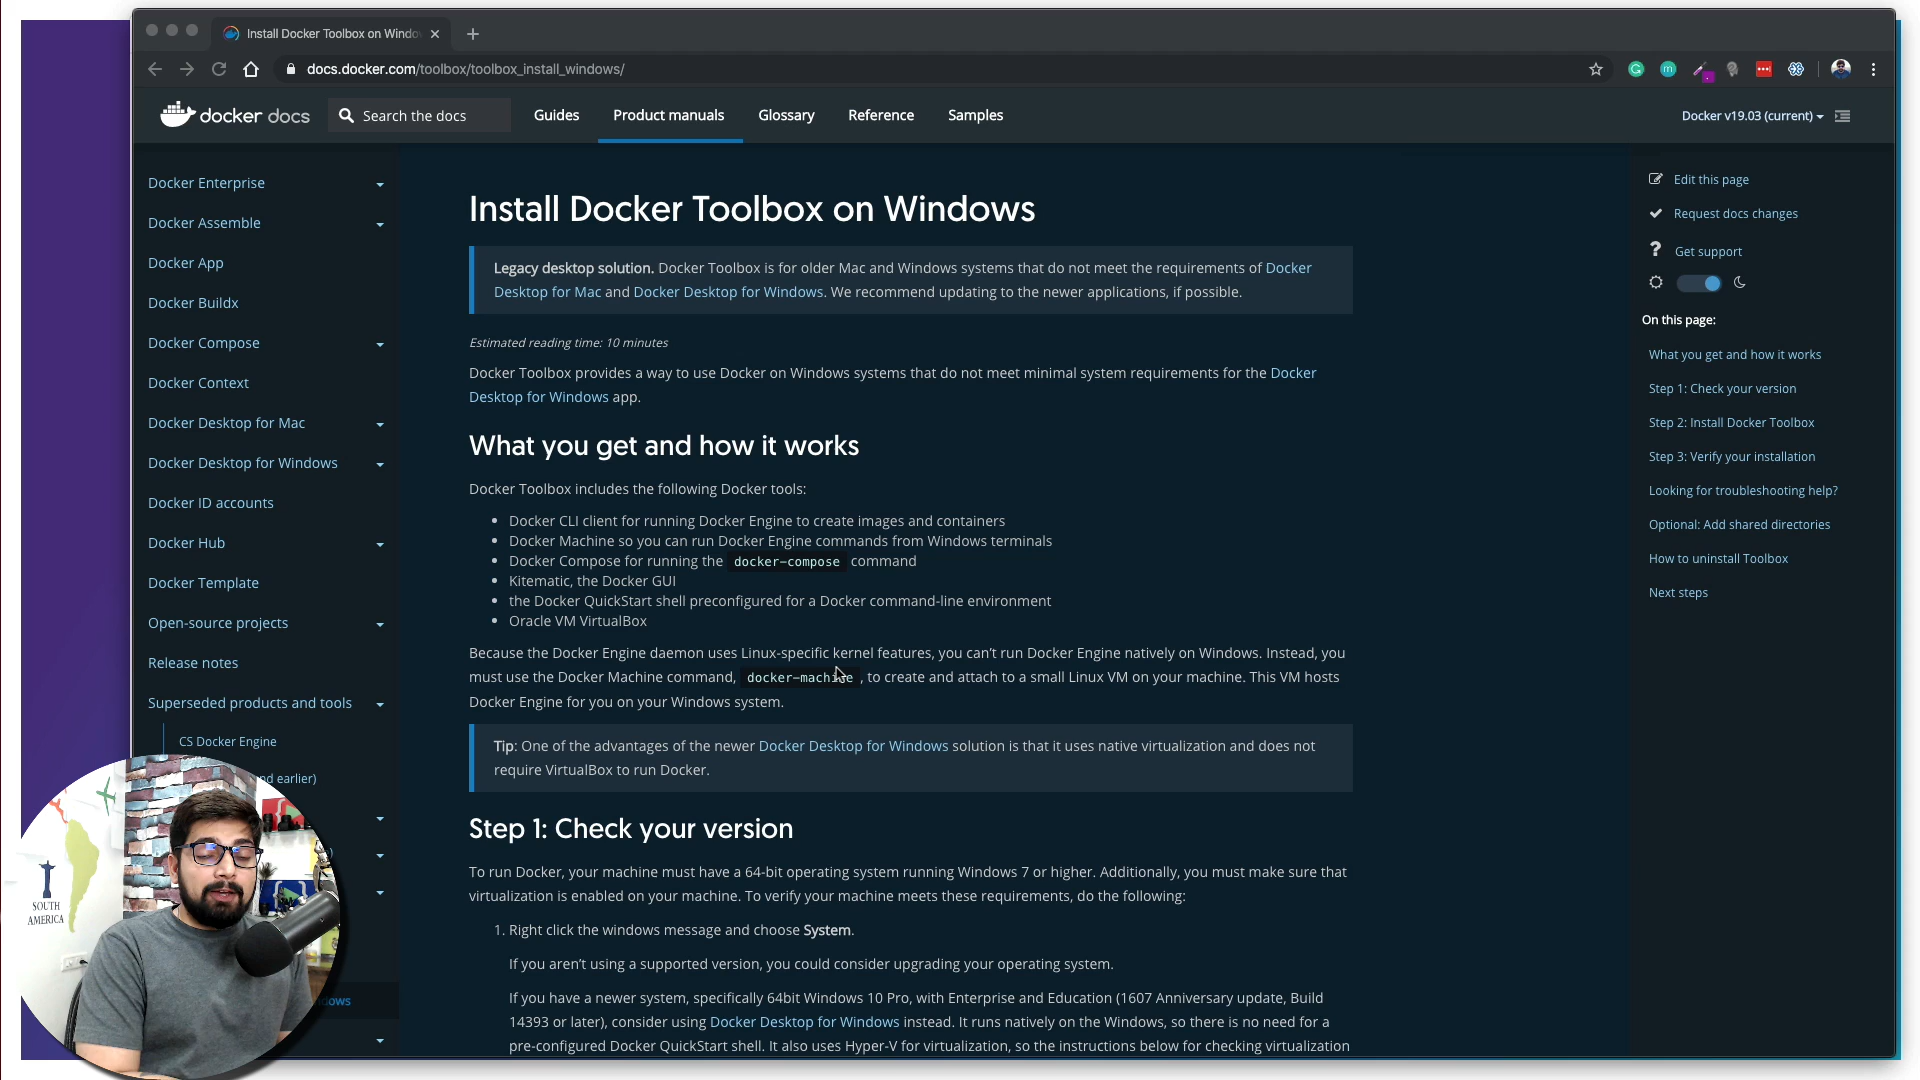 Install Docker Toolbox on Windo
docs.docker.com/toolbox/toolbox_install_windows/
docker docs
Search the docs
Guides
Product manuals
Glossary
Reference
Samples
Docker v19.03 (current)
Docker Enterprise
Docker Assemble
Docker App
Docker Buildx
Docker Compose
Docker Context
Docker Desktop for Mac
Docker Desktop for Windows
Docker ID accounts
Docker Hub
Docker Template
Open-source projects
Release notes
Superseded products and tools
CS Docker Engine
nd earlier)
dows
SOUTH
AMERICA
Install Docker Toolbox on Windows
Legacy desktop solution. Docker Toolbox is for older Mac and Windows systems that do not meet the requirements of Docker
Desktop for Mac and Docker Desktop for Windows. We recommend updating to the newer applications, if possible.
Estimated reading time: 10 minutes
Docker Toolbox provides a way to use Docker on Windows systems that do not meet minimal system requirements for the Docker
Desktop for Windows app.
What you get and how it works
Docker Toolbox includes the following Docker tools:
• Docker CLI client for running Docker Engine to create images and containers
• Docker Machine so you can run Docker Engine commands from Windows terminals
• Docker Compose for running the docker-compose command
• Kitematic, the Docker GUI
• the Docker QuickStart shell preconfigured for a Docker command-line environment
• Oracle VM VirtualBox
Because the Docker Engine daemon uses Linux-specific kernel features, you can't run Docker Engine natively on Windows. Instead, you
must use the Docker Machine command, docker-machine , to create and attach to a small Linux VM on your machine. This VM hosts
Docker Engine for you on your Windows system.
Tip: One of the advantages of the newer Docker Desktop for Windows solution is that it uses native virtualization and does not
require VirtualBox to run Docker.
Step 1: Check your version
To run Docker, your machine must have a 64-bit operating system running Windows 7 or higher. Additionally, you must make sure that
virtualization is enabled on your machine. To verify your machine meets these requirements, do the following:
1. Right click the windows message and choose System.
If you aren't using a supported version, you could consider upgrading your operating system.
If you have a newer system, specifically 64bit Windows 10 Pro, with Enterprise and Education (1607 Anniversary update, Build
14393 or later), consider using Docker Desktop for Windows instead. It runs natively on the Windows, so there is no need for a
pre-configured Docker QuickStart shell. It also uses Hyper-V for virtualization, so the instructions below for checking virtualization
Edit this page
Request docs changes
Get support
On this page:
What you get and how it works
Step 1: Check your version
Step 2: Install Docker Toolbox
Step 3: Verify your installation
Looking for troubleshooting help?
Optional: Add shared directories
How to uninstall Toolbox
Next steps